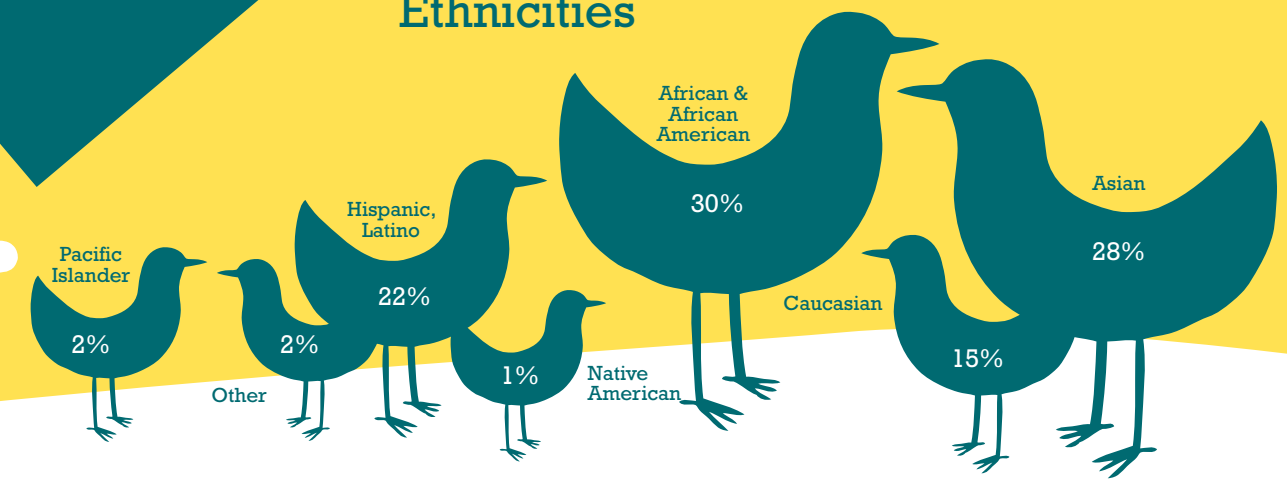 Ethnicities
Pacific
Islander
2%
Other
2%
Hispanic,
Latino
22%
1%
Native
American
African &
African
American
30%
Caucasian
15%
Asian
28%